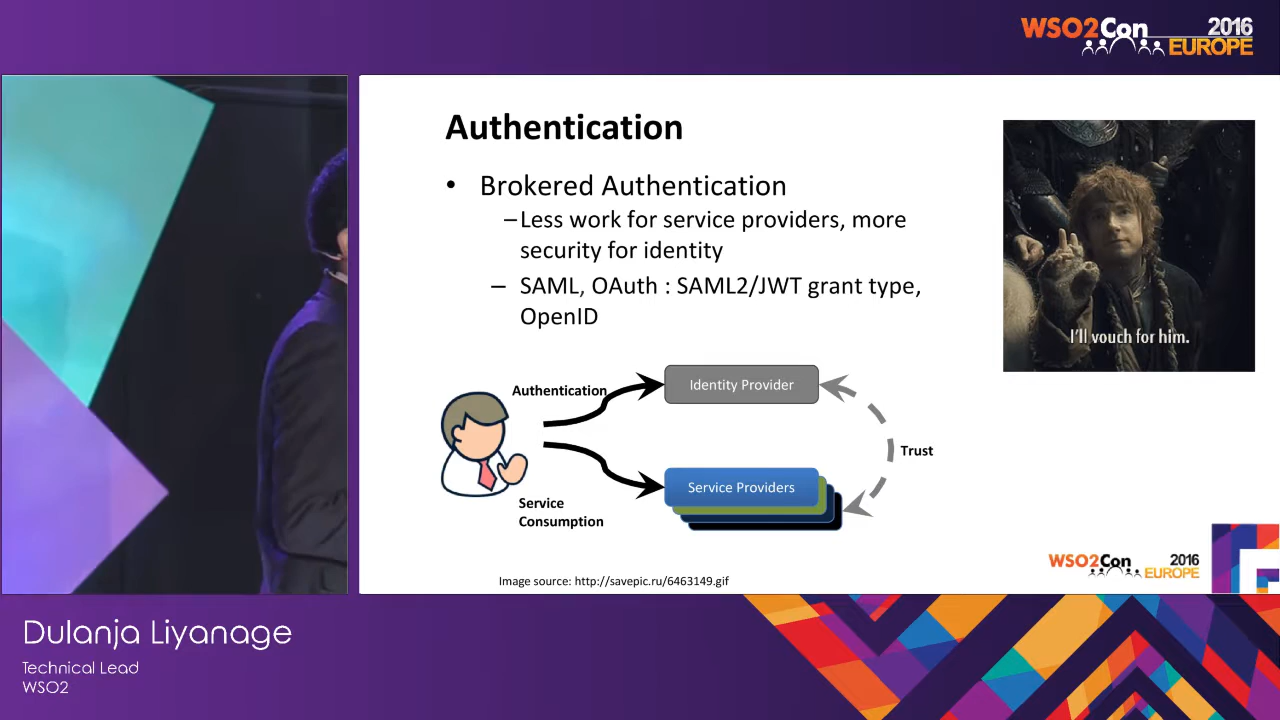 WSO2Con 2016
EUROPE
Authentication
• Brokered Authentication
–Less work for service providers, more
security for identity
– SAML, OAuth : SAML2/JWT grant type,
OpenID
I'll vouch for him.
Authentication
Identity Provider
Trust
Service Providers
Service
Consumption
WSO2Con 2016
EUROPE
Image source: http://savepic.ru/6463149.gif
Dulanja Liyanage
Technical Lead
WSO2